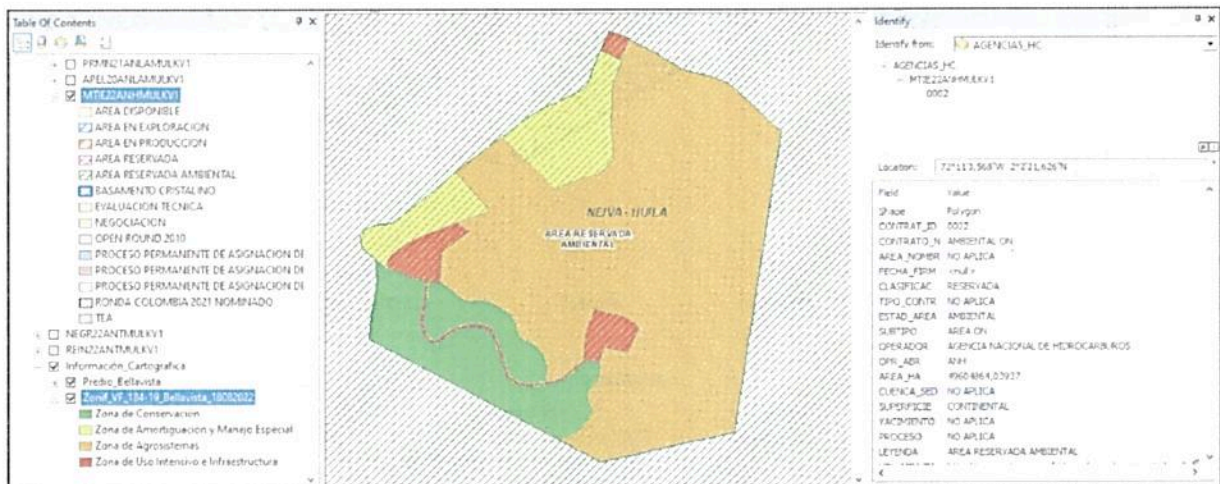 Table Of Contents
PRMN21ANLAMULKV1
APEL20ANLAMULKV1
MTIE22ANHMULKV1
AREA DISPONIBLE
AREA EN EXPLORACION
AREA EN PRODUCCION
AREA RESERVADA
AREA RESERVADA AMBIENTAL
BASAMENTO CRISTALINO
EVALUACION TECNICA
NEGOCIACION
OPEN ROUND 2010
PROCESO PERMANENTE DE ASIGNACION DE
PROCESO PERMANENTE DE ASIGNACION DE
PROCESO PERMANENTE DE ASIGNACION DE
RONDA COLOMBIA 2021 NOMINADO
TEA
NEGR22ANTMULKV1
REIN22ANTMULKV1
Información_Cartografica
Predio_Bellavista
Zonif_VF_184-19_Bellavista_18082022
Zona de Conservacion
Zona de Amortiguacion y Manejo Especial
Zona de Agrosistemas
Zona de Uso Intensivo e Infraestructura
NEIVA - HUILA
AREA RESERVADA
AMBIENTAL
Identify
Identify from: AGENCIAS_HC
AGENCIAS_HC
MTIE22ANHMULKV1
0002
Location:
Field Value
Shape Polygon
CONTRAT_ID 0002
CONTRATO_N AMBIENTAL ON
AREA_NOMBR NO APLICA
FECHA_FIRM <null>
CLASIFICAC RESERVADA
TIPO_CONTR NO APLICA
ESTAD_AREA AMBIENTAL
SUBTIPO AREA ON
OPERADOR AGENCIA NACIONAL DE HIDROCARBUROS
OPR_ABR ANH
AREA_HA
CUENCA_SED NO APLICA
SUPERFICIE CONTINENTAL
YACIMIENTO NO APLICA
PROCESO NO APLICA
LEYENDA AREA RESERVADA AMBIENTAL